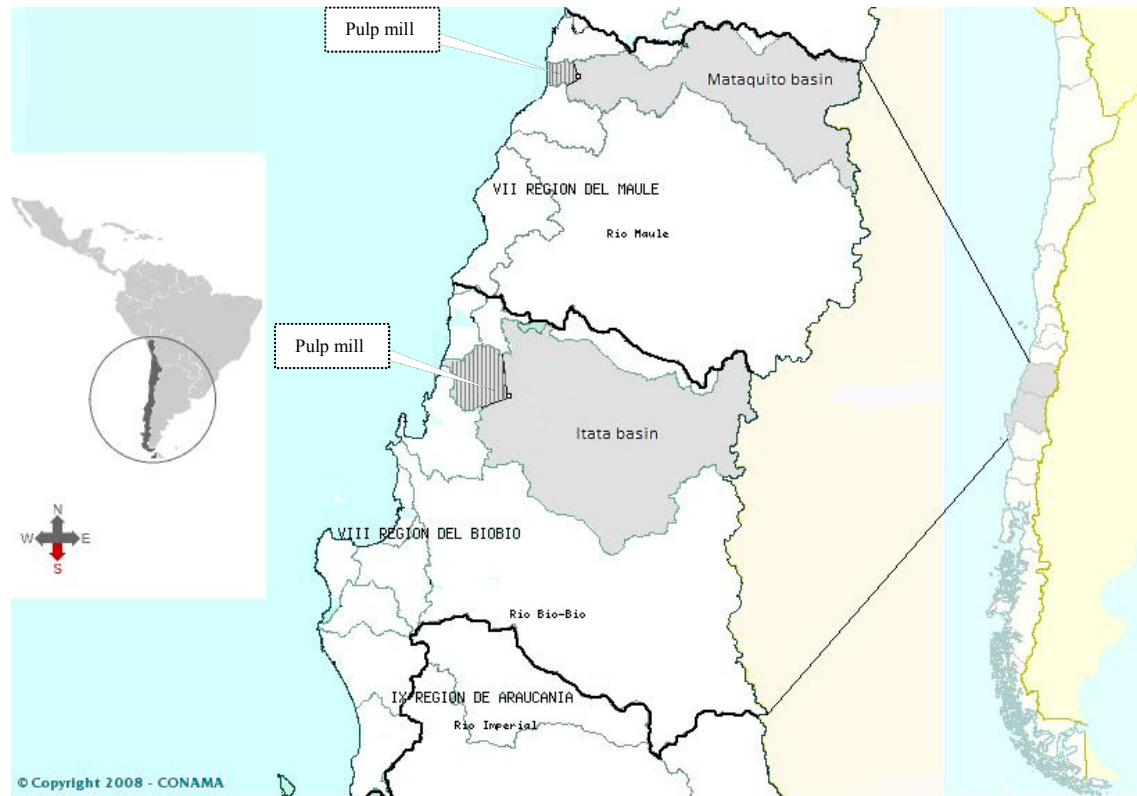 Pulp mill
Mataquito basin
VII REGION DEL MAULE
Rio Maule
Pulp mill
Itata basin
VIII REGION DEL BIOBIO
Rio Bio-Bio
IX REGION DE ARAUCANIA
Rio Imperial
N
W E
S
© Copyright 2008 - CONAMA